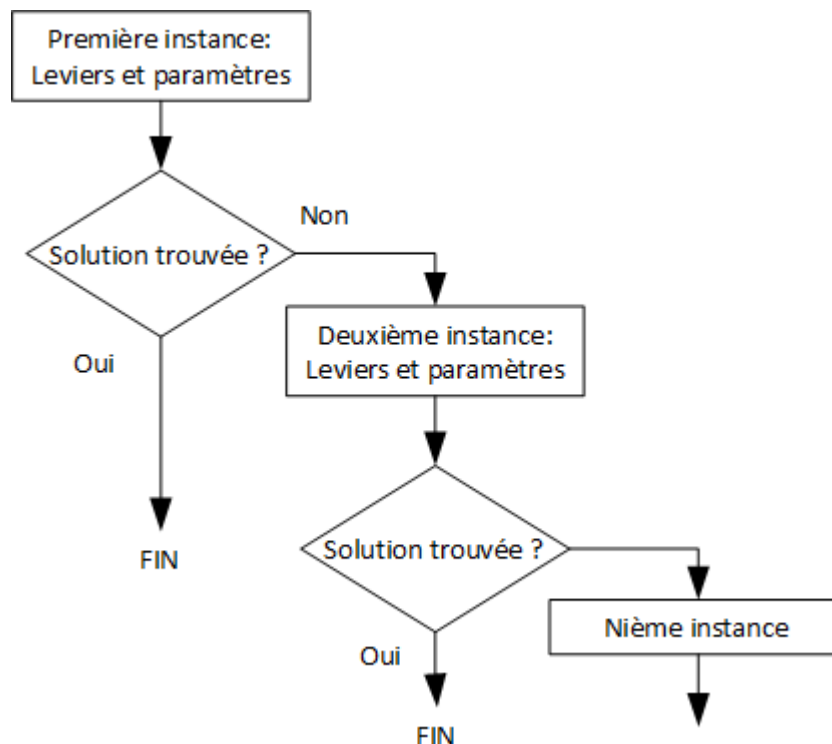 Première instance:
Leviers et paramètres
Non
Solution trouvée ?
Deuxième instance:
Leviers et paramètres
Oui
Solution trouvée ?
FIN
Nième instance
Oui
FIN